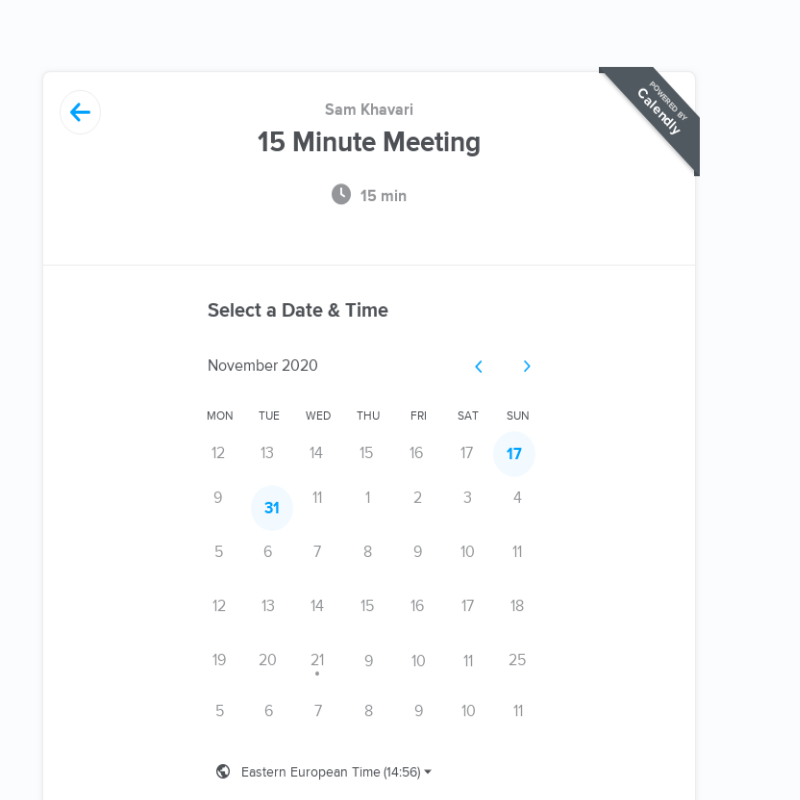 Sam Khavari
15 Minute Meeting
POWERED BY
Calendly
15 min
Select a Date & Time
November 2020
MON TUE WED THU FRI SAT SUN
12 13 14 15 16 17 17
9 31 11 1 2 3 4
5 6 7 8 9 10 11
12 13 14 15 16 17 18
19 20 21 9 10 11 25
5 6 7 8 9 10 11
Eastern European Time (14:56)